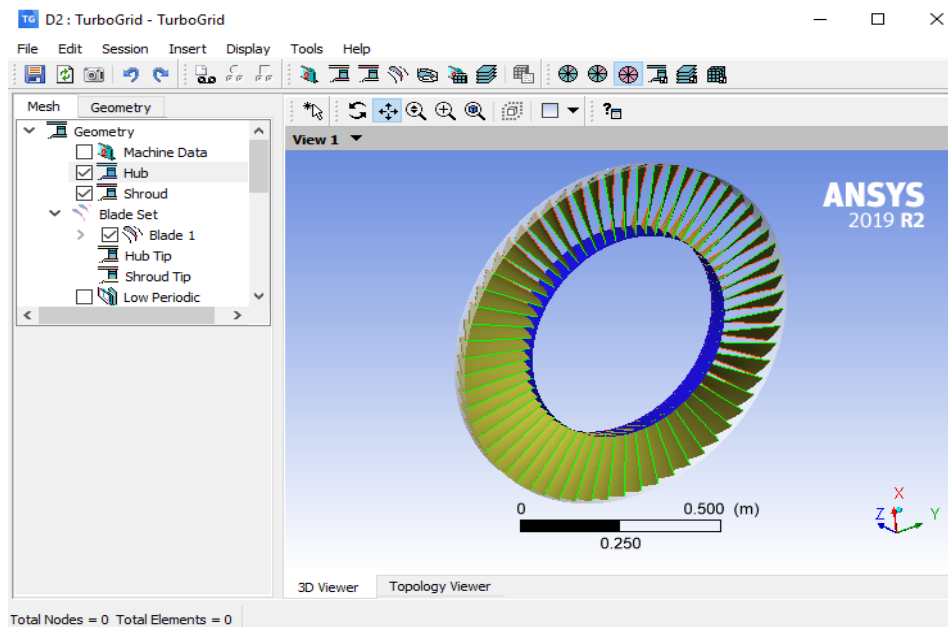 TG D2 : TurboGrid - TurboGrid
File Edit Session Insert Display Tools Help
Mesh Geometry
Geometry
Machine Data
Hub
Shroud
Blade Set
Blade 1
Hub Tip
Shroud Tip
Low Periodic
View 1
ANSYS
2019 R2
0 0.500 (m)
0.250
X
Z Y
3D Viewer Topology Viewer
Total Nodes = 0 Total Elements = 0